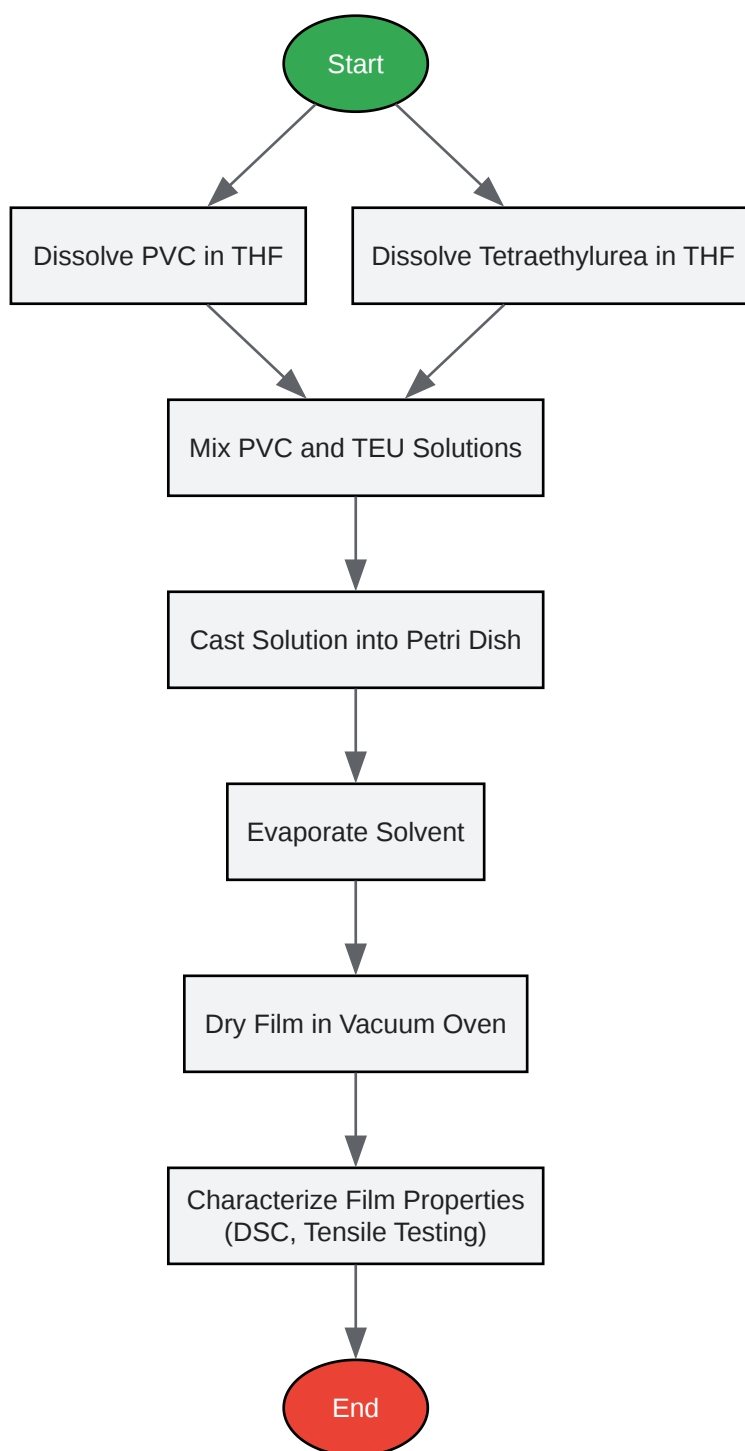 Start
Dissolve PVC in THF
Dissolve Tetraethylurea in THF
Mix PVC and TEU Solutions
Cast Solution into Petri Dish
Evaporate Solvent
Dry Film in Vacuum Oven
Characterize Film Properties
(DSC, Tensile Testing)
End